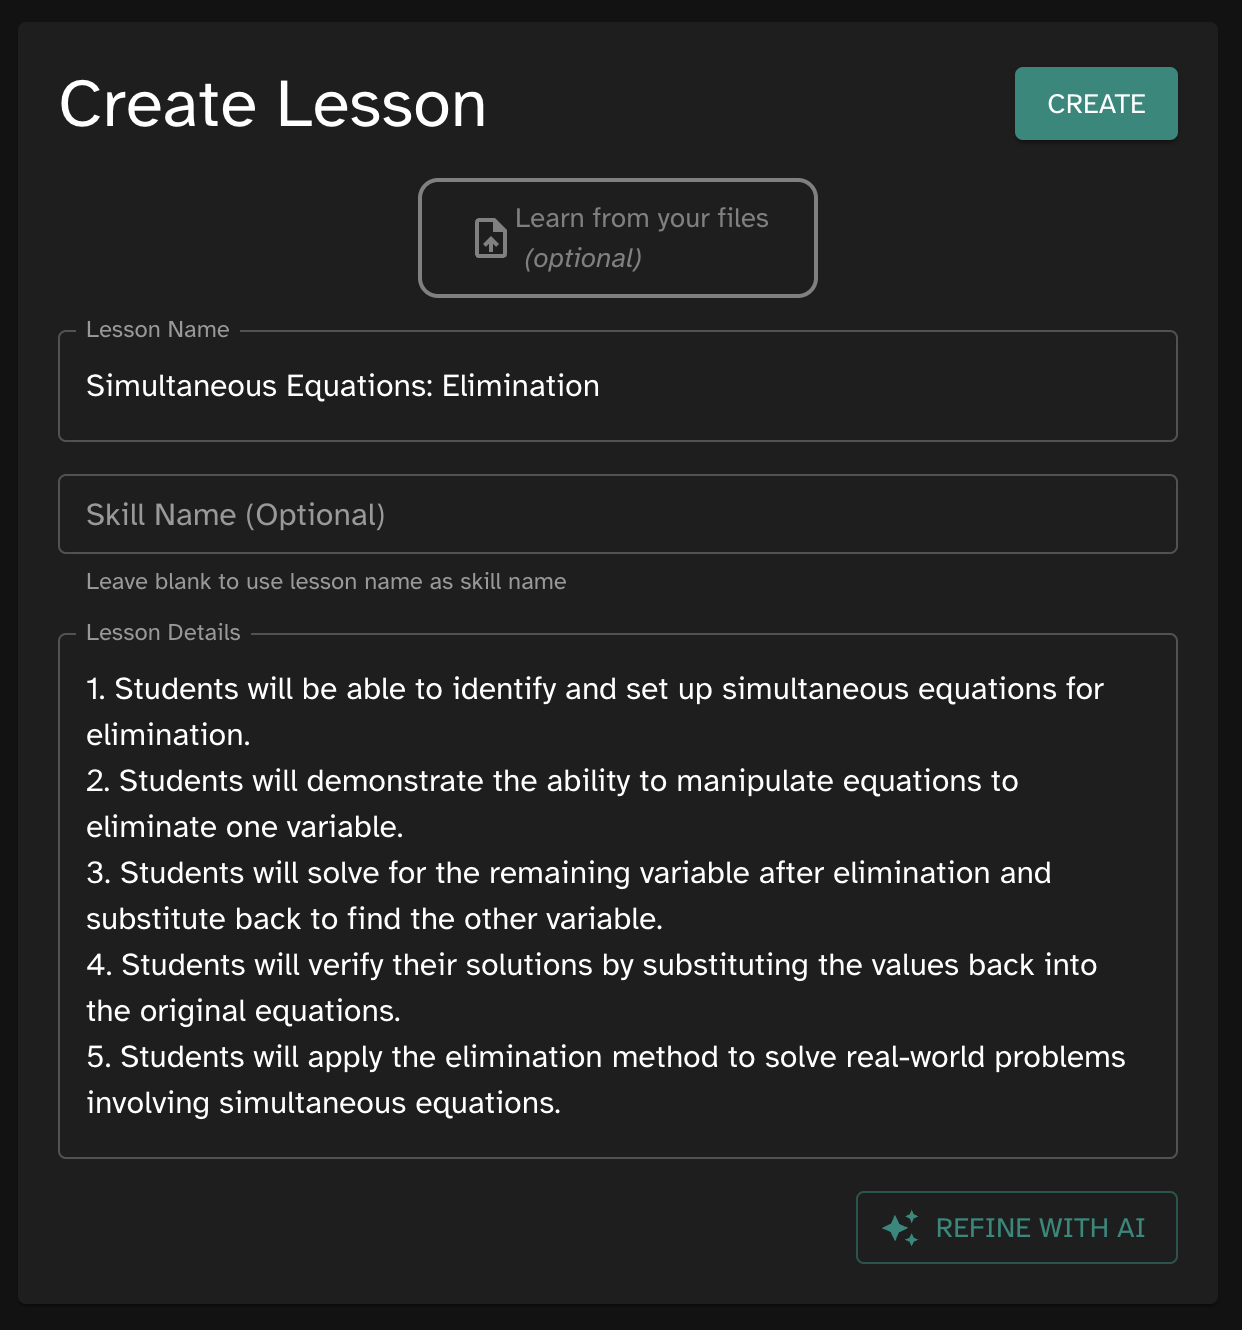 Create Lesson
CREATE
Learn from your files
(optional)
Lesson Name
Simultaneous Equations: Elimination
Skill Name (Optional)
Leave blank to use lesson name as skill name
Lesson Details
1. Students will be able to identify and set up simultaneous equations for
elimination.
2. Students will demonstrate the ability to manipulate equations to
eliminate one variable.
3. Students will solve for the remaining variable after elimination and
substitute back to find the other variable.
4. Students will verify their solutions by substituting the values back into
the original equations.
5. Students will apply the elimination method to solve real-world problems
involving simultaneous equations.
REFINE WITH AI